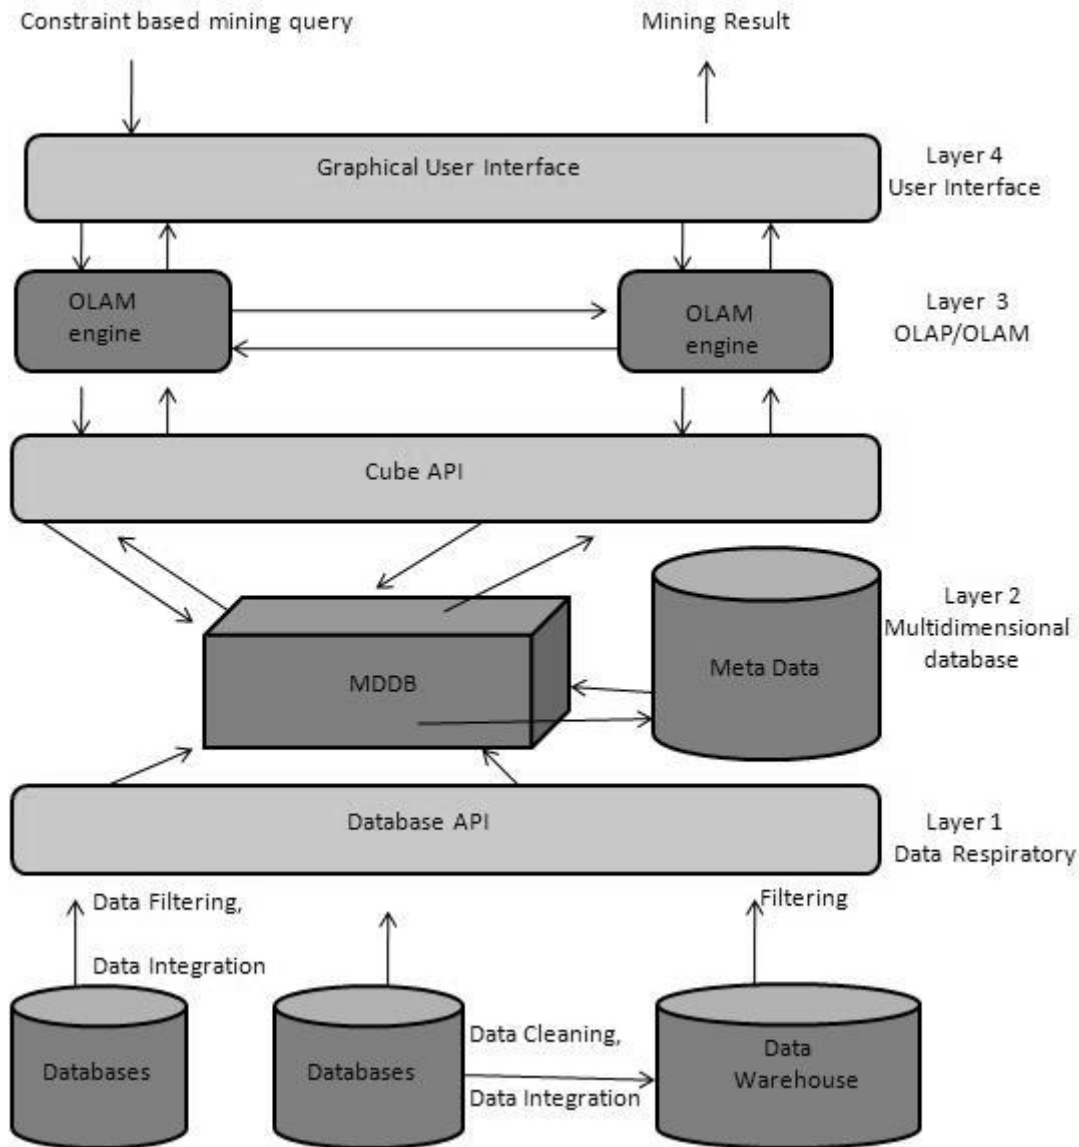 Constraint based mining query
Mining Result
Graphical User Interface
Layer 4
User Interface
OLAM
engine
OLAM
engine
Layer 3
OLAP/OLAM
Cube API
MDDB
Meta Data
Layer 2
Multidimensional
database
Database API
Layer 1
Data Respiratory
Data Filtering,
Data Integration
Filtering
Databases
Databases
Data Cleaning,
Data Integration
Data
Warehouse